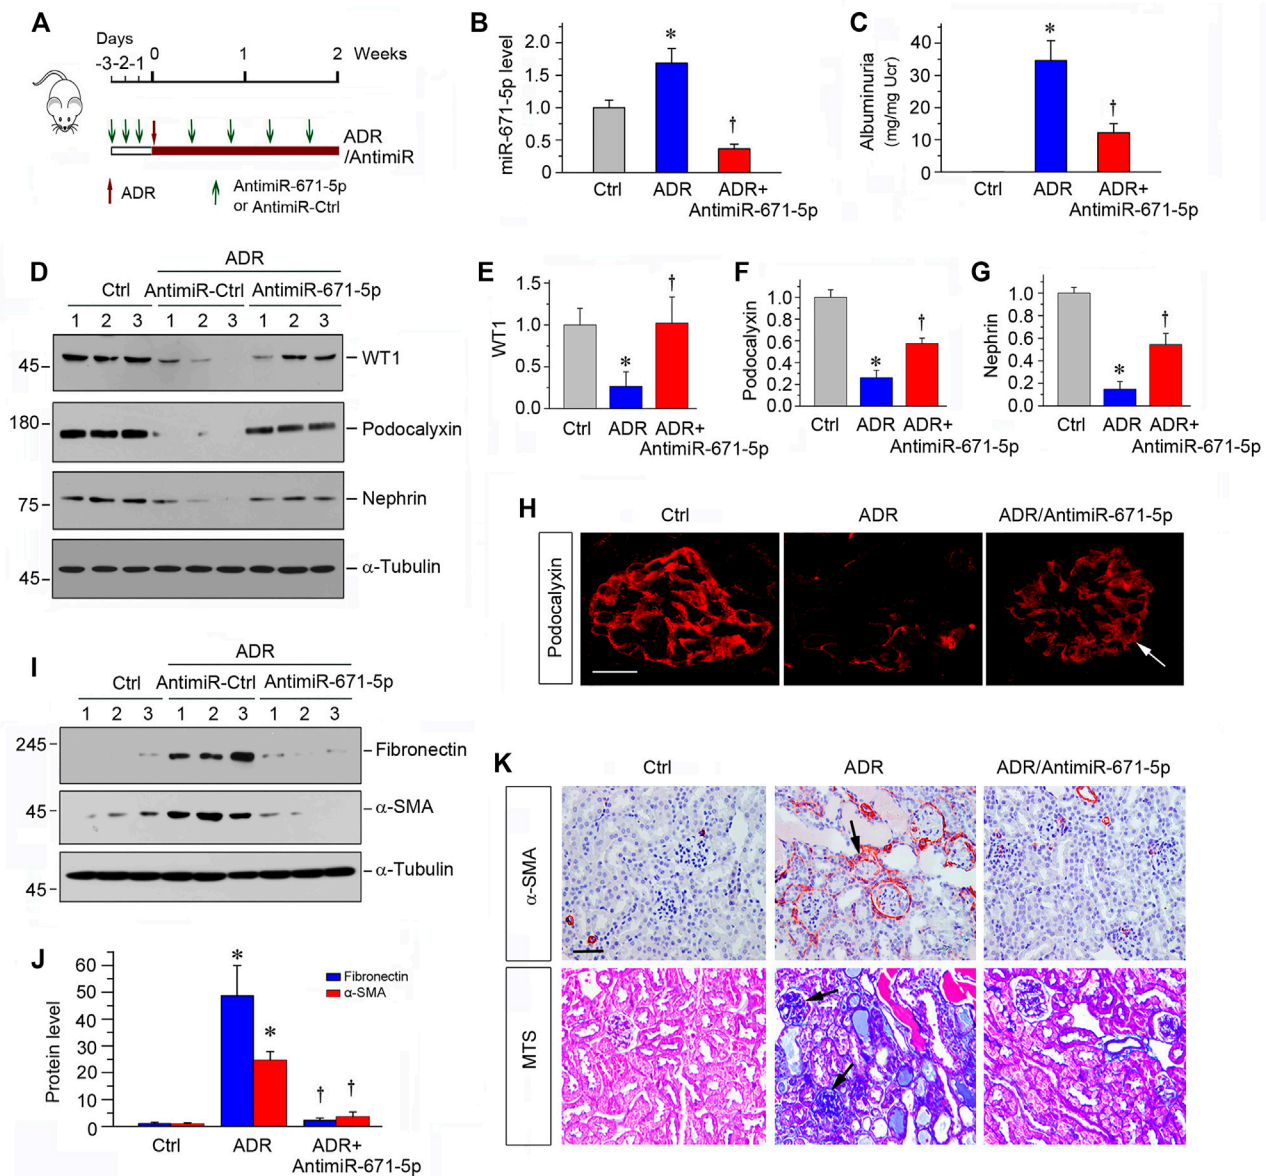 A
Days
-3-2-1 0 1 2 Weeks
ADR
/AntimiR
ADR
AntimiR-671-5p
or AntimiR-Ctrl
B
miR-671-5p level
2.0
1.5
1.0
0.5
0
*
†
Ctrl ADR ADR+
AntimiR-671-5p
C
Albuminuria
(mg/mg Ucr)
40
30
20
10
0
*
†
Ctrl ADR ADR+
AntimiR-671-5p
D
ADR
Ctrl AntimiR-Ctrl AntimiR-671-5p
1 2 3 1 2 3 1 2 3
45 WT1
180 Podocalyxin
75 Nephrin
45 α-Tubulin
E
WT1
1.5
1.0
0.5
0.0
*
†
Ctrl ADR ADR+
AntimiR-671-5p
F
Podocalyxin
1.0
0.8
0.6
0.4
0.2
0
*
†
Ctrl ADR ADR+
AntimiR-671-5p
G
Nephrin
1.0
0.8
0.6
0.4
0.2
0.0
*
†
Ctrl ADR ADR+
AntimiR-671-5p
H
Ctrl ADR ADR/AntimiR-671-5p
Podocalyxin
I
ADR
Ctrl AntimiR-Ctrl AntimiR-671-5p
1 2 3 1 2 3 1 2 3
245 Fibronectin
45 α-SMA
45 α-Tubulin
J
Protein level
60
50
40
30
20
10
0
Fibronectin
α-SMA
*
*
†
†
Ctrl ADR ADR+
AntimiR-671-5p
K
Ctrl ADR ADR/AntimiR-671-5p
α-SMA
MTS